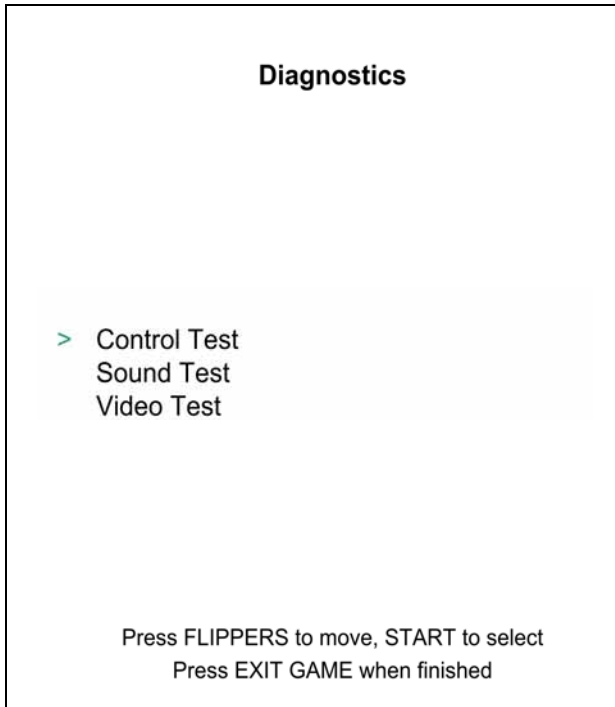 Diagnostics
> Control Test
Sound Test
Video Test
Press FLIPPERS to move, START to select
Press EXIT GAME when finished